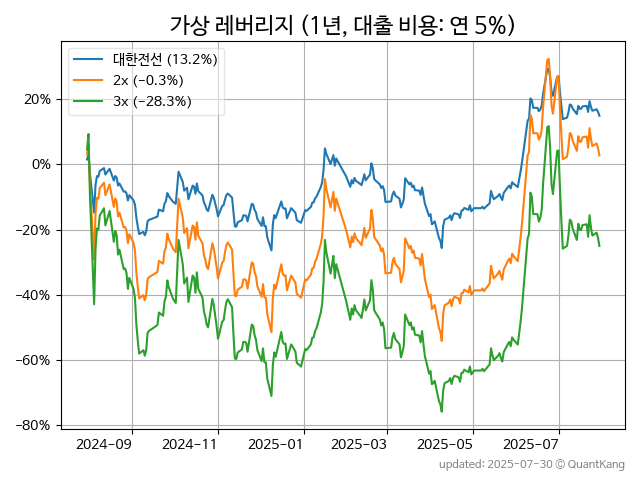 가상 레버리지 (1년, 대출 비용: 연 5%)
대한전선 (13.2%)
2x (−0.3%)
3x (−28.3%)
20%
0%
−20%
−40%
−60%
−80%
2024-09 2024-11 2025-01 2025-03 2025-05 2025-07
updated: 2025-07-30 © QuantKang